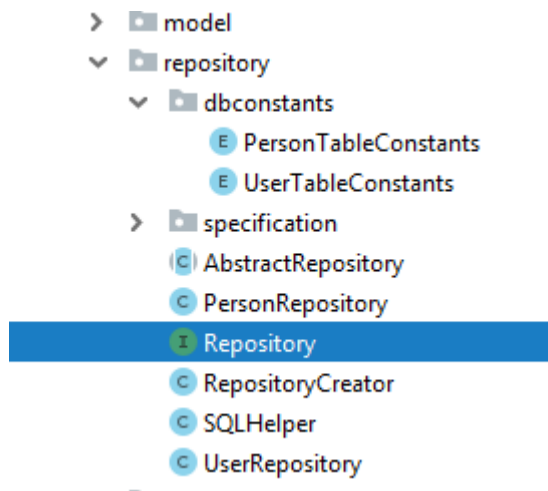 model
repository
dbconstants
E PersonTableConstants
E UserTableConstants
specification
C AbstractRepository
C PersonRepository
I Repository
C RepositoryCreator
C SQLHelper
C UserRepository